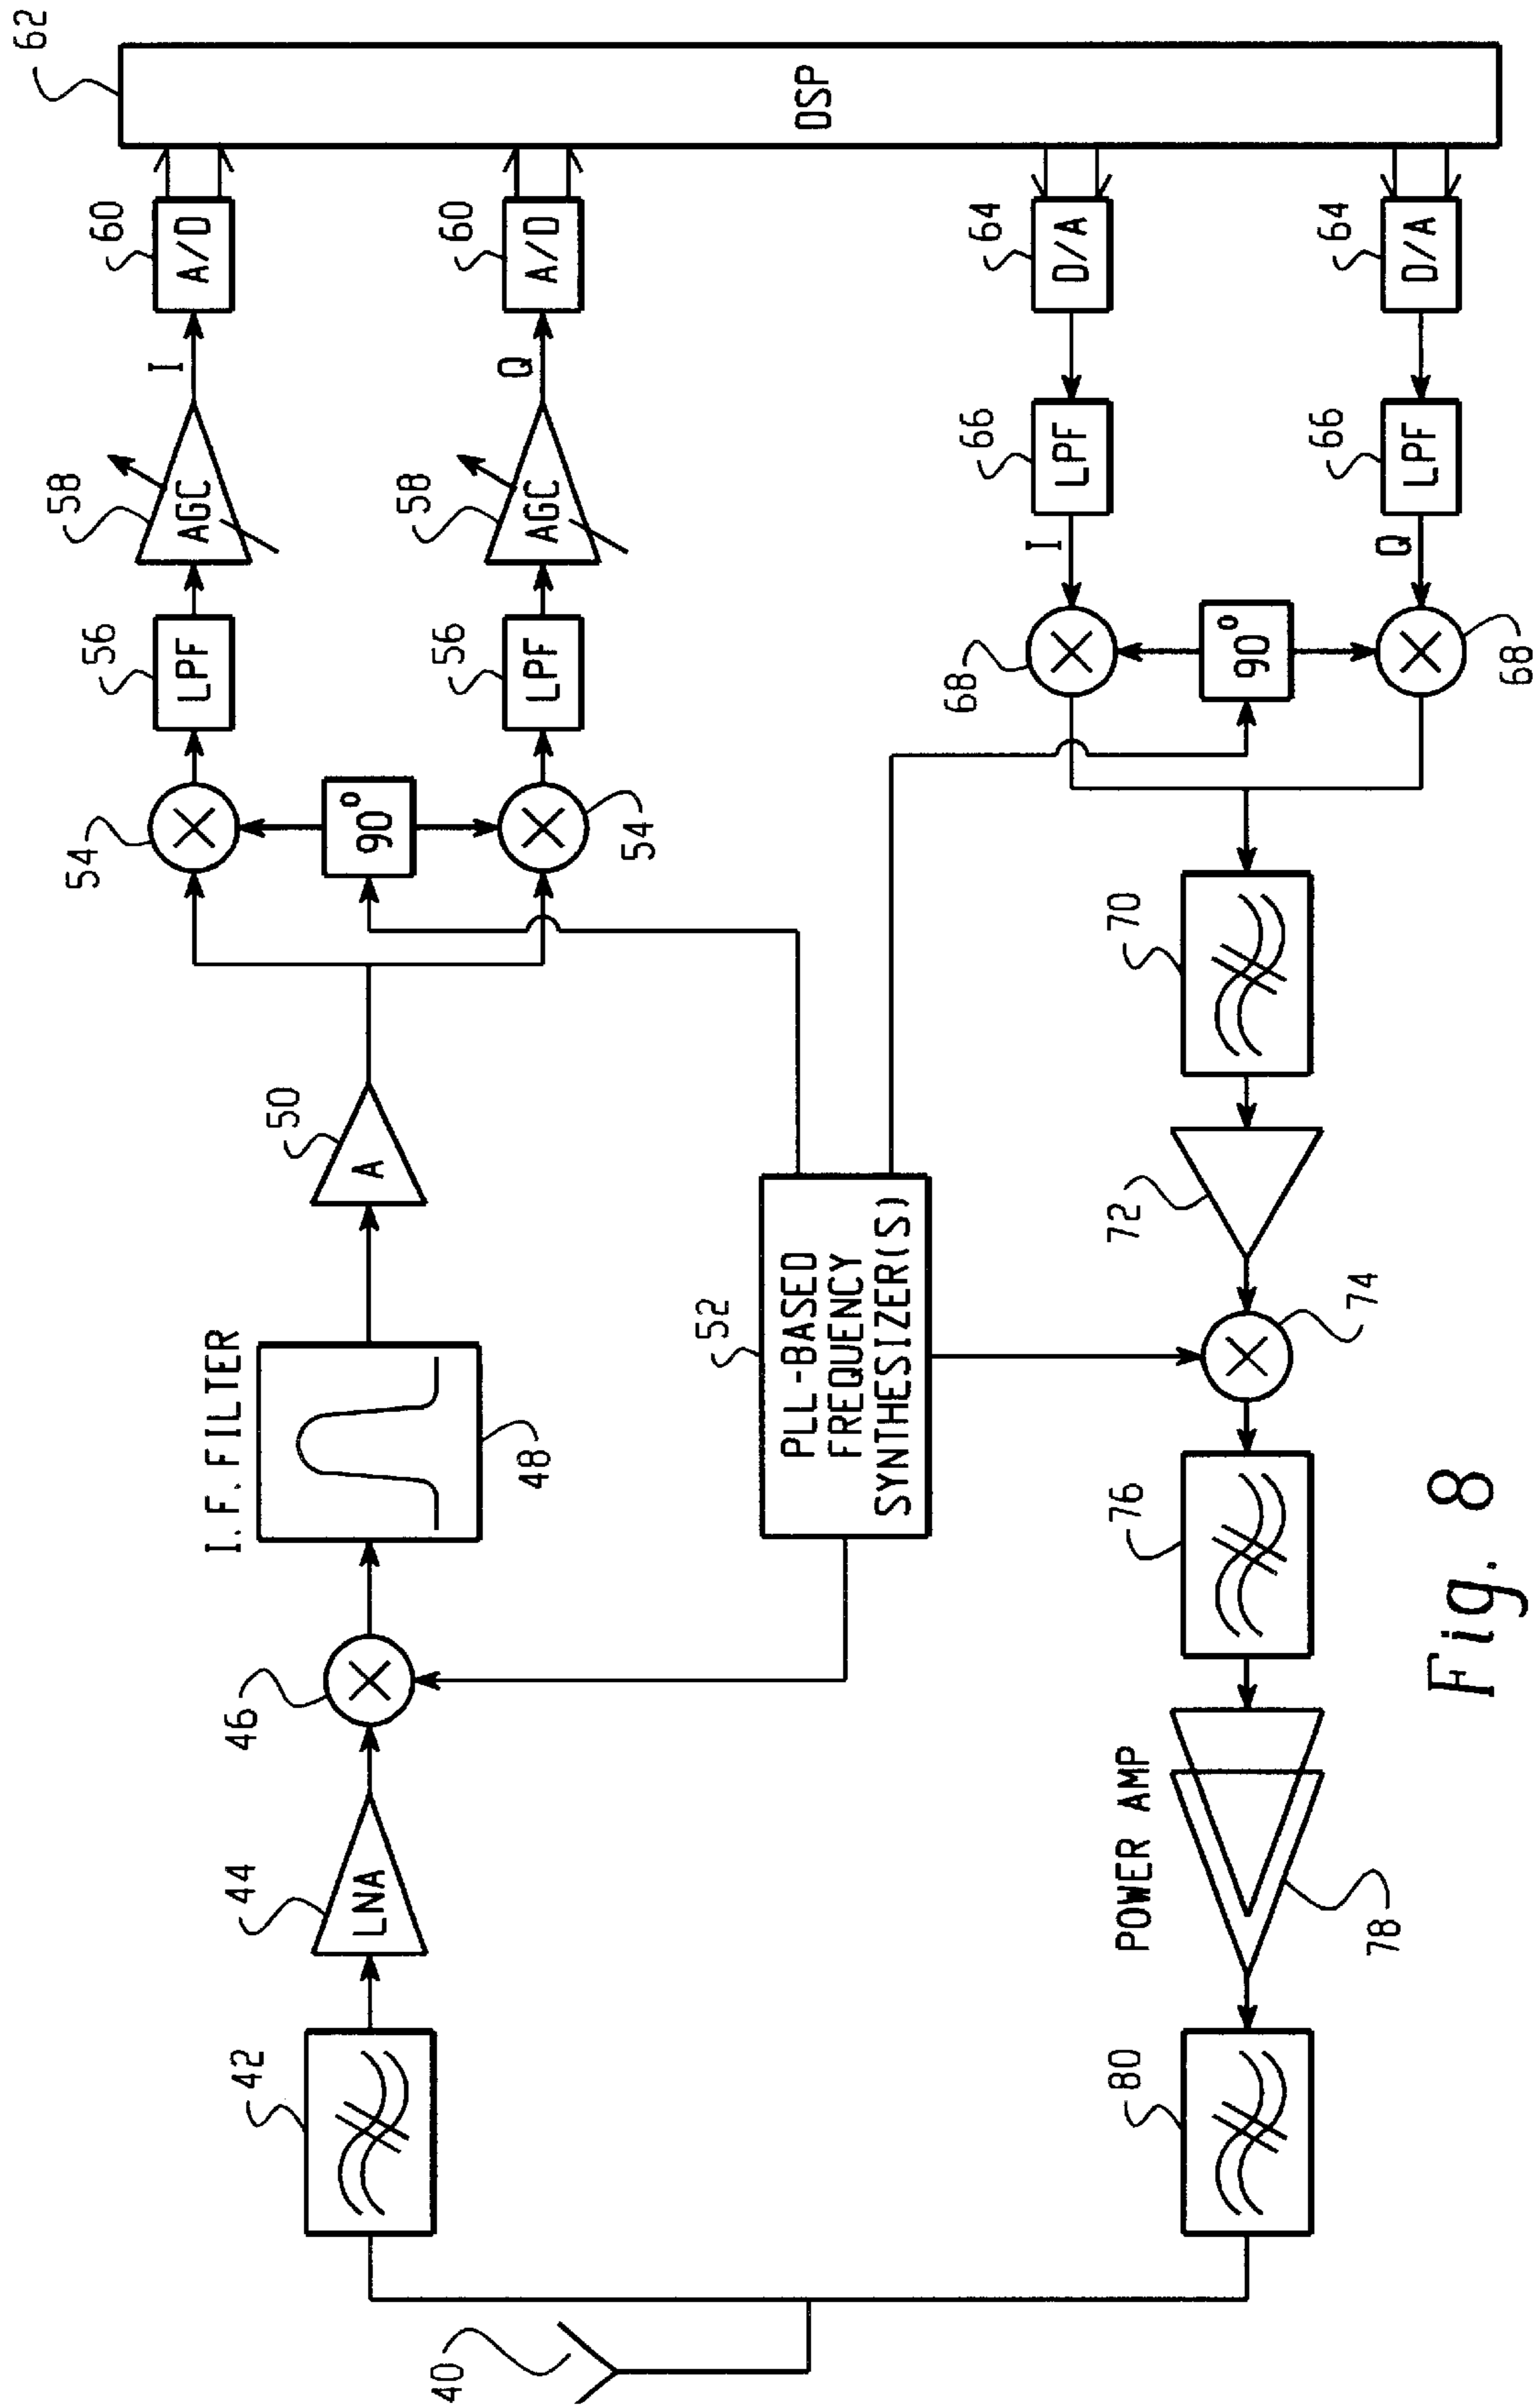 40
42
44
LNA
46
I. F. FILTER
48
50
A
54
90°
54
56
LPF
56
LPF
58
AGC
58
AGC
I
Q
60
A/D
60
A/D
62
DSP
52
PLL-BASED
FREQUENCY
SYNTHESIZER(S)
80
POWER AMP
78
76
74
72
70
68
90°
68
I
Q
66
LPF
66
LPF
64
D/A
64
D/A
Fig. 8